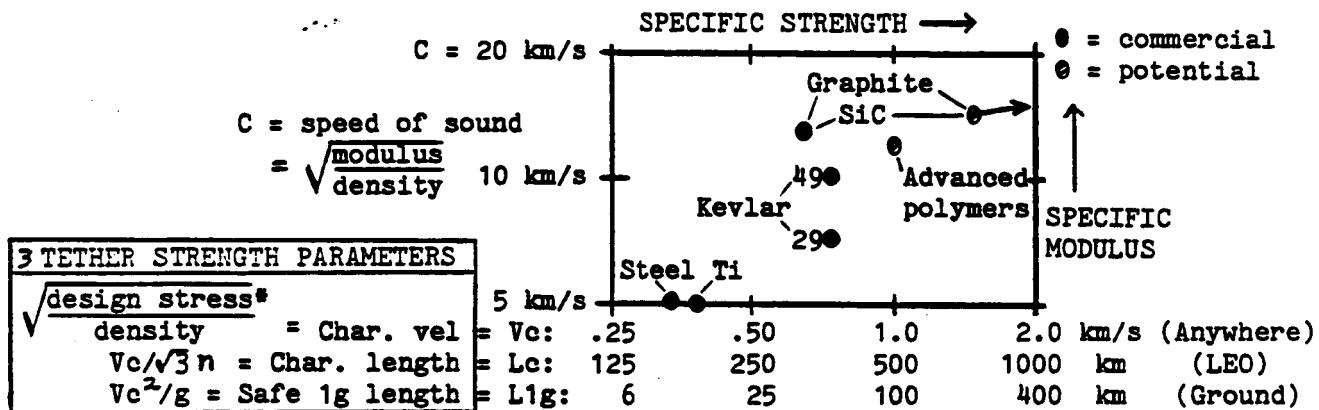 SPECIFIC STRENGTH →
C = 20 km/s
● = commercial
= potential
Graphite
SiC
C = speed of sound
= √modulus
density
10 km/s
49
Advanced
polymers
Kevlar
29
SPECIFIC
MODULUS
3 TETHER STRENGTH PARAMETERS
Steel Ti
√design stress*
density
5 km/s
= Char. vel = Vc: .25 .50 1.0 2.0 km/s (Anywhere)
Vc/√3 n = Char. length = Lc: 125 250 500 1000 km (LEO)
Vc²/g = Safe 1g length = L1g: 6 25 100 400 km (Ground)